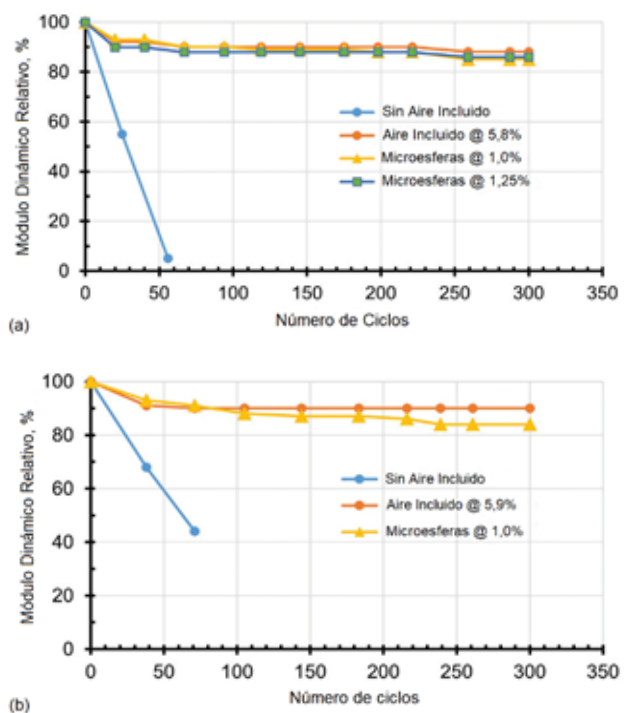 100
80
60
40
20
0
Módulo Dinámico Relativo, %
Sin Aire Incluido
Aire Incluido @ 5,8%
Microesferas @ 1,0%
Microesferas @ 1,25%
0 50 100 150 200 250 300 350
Número de Ciclos
(a)
100
80
60
40
20
0
Módulo Dinámico Relativo, %
Sin Aire Incluido
Aire Incluido @ 5,9%
Microesferas @ 1,0%
0 50 100 150 200 250 300 350
Número de ciclos
(b)